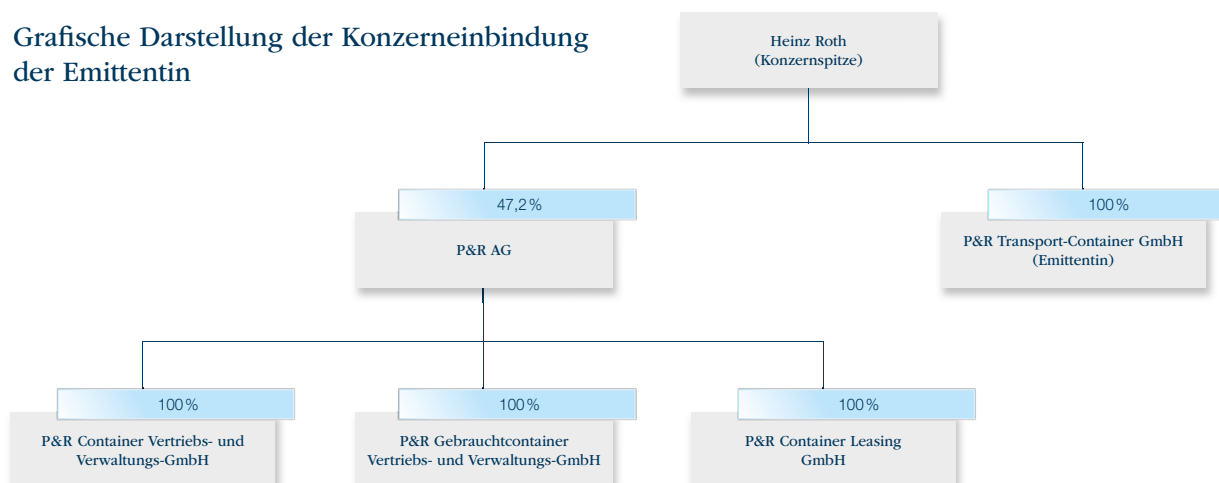 Grafische Darstellung der Konzerneinbindung
der Emittentin
Heinz Roth
(Konzernspitze)
47,2 %
P&R AG
100 %
P&R Transport-Container GmbH
(Emittentin)
100 %
P&R Container Vertriebs- und
Verwaltungs-GmbH
100 %
P&R Gebrauchtcontainer
Vertriebs- und Verwaltungs-GmbH
100 %
P&R Container Leasing
GmbH